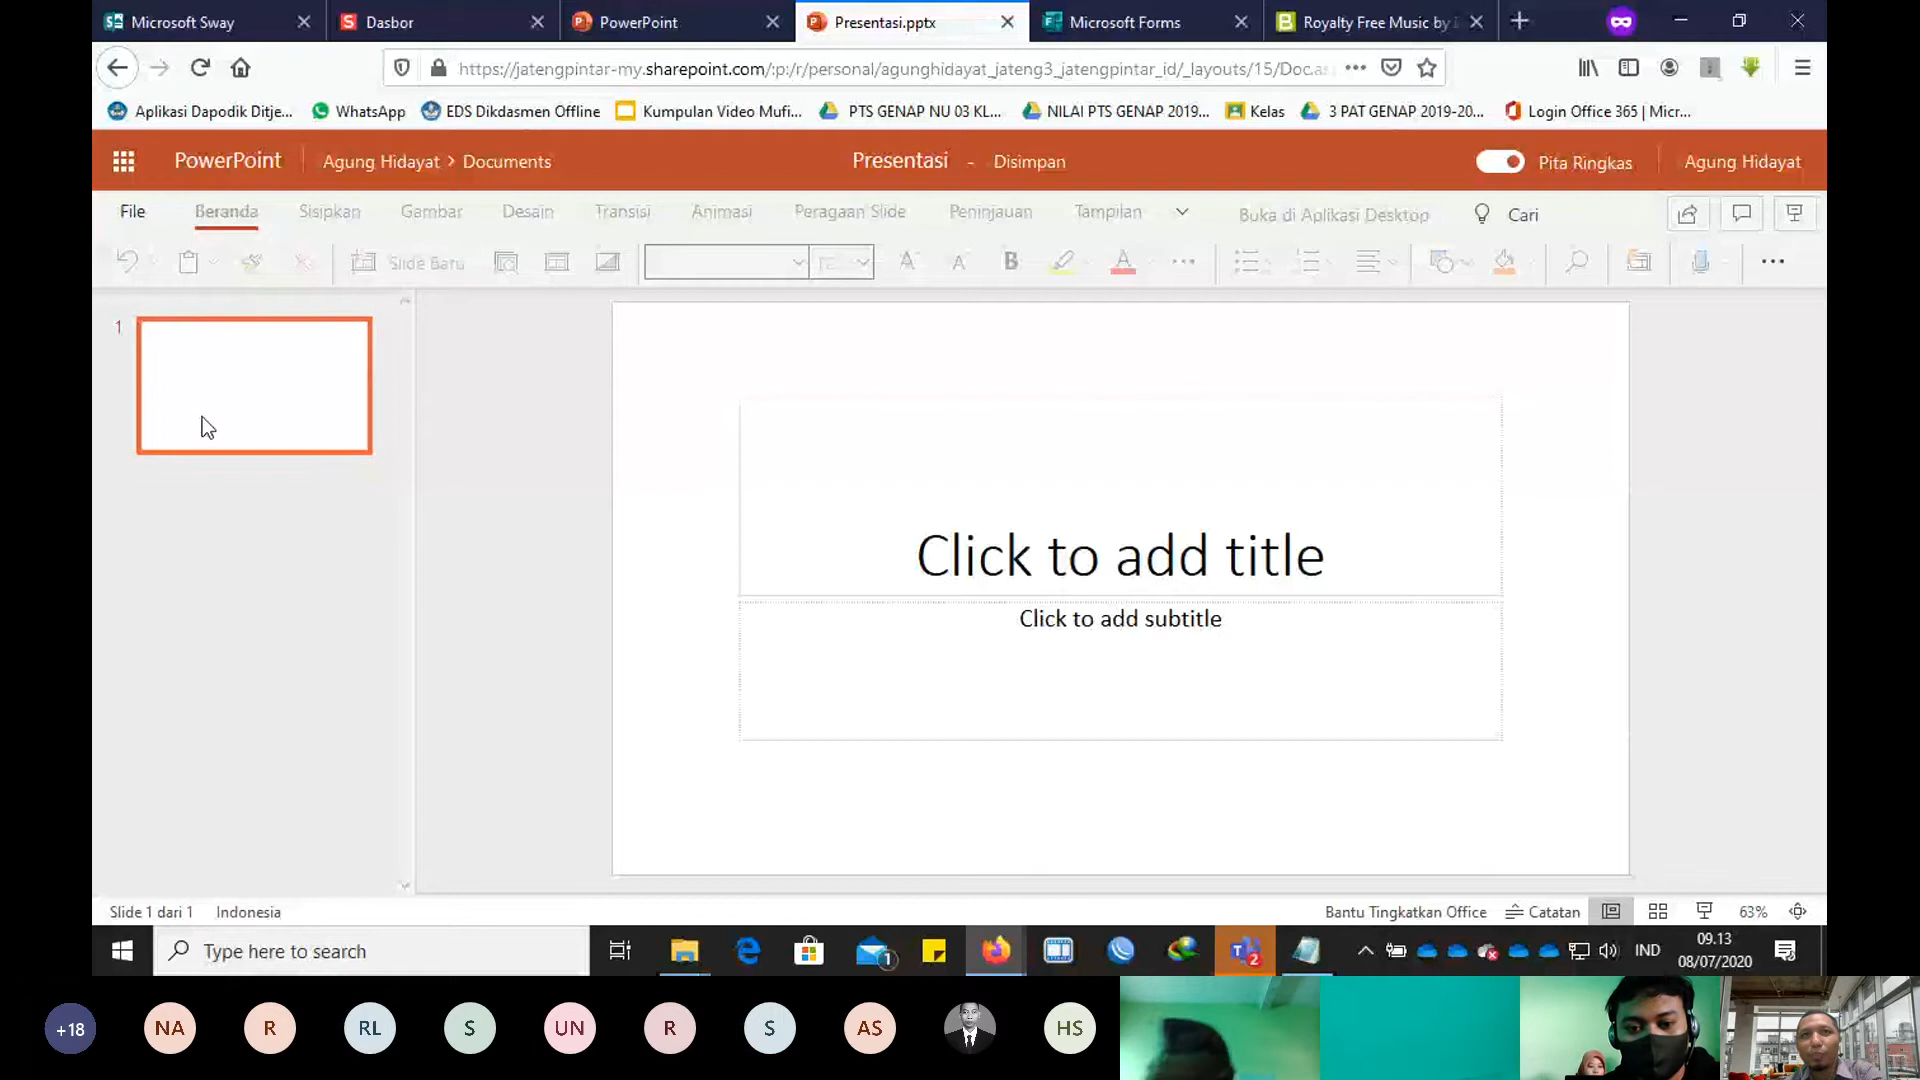 Microsoft Sway
Dasbor
PowerPoint
Presentasi.pptx
Microsoft Forms
Royalty Free Music by
https://jatengpintar-my.sharepoint.com/:p:/r/personal/agunghidayat_jateng3_jatengpintar_id/_layouts/15/Doc.as
Aplikasi Dapodik Ditje...
WhatsApp
EDS Dikdasmen Offline
Kumpulan Video Mufi...
PTS GENAP NU 03 KL...
NILAI PTS GENAP 2019...
Kelas
3 PAT GENAP 2019-20...
Login Office 365 | Micr...
PowerPoint
Agung Hidayat > Documents
Presentasi - Disimpan
Pita Ringkas
Agung Hidayat
File
Beranda
Sisipkan
Gambar
Desain
Transisi
Animasi
Peragaan Slide
Peninjauan
Tampilan
Buka di Aplikasi Desktop
Cari
Slide Baru
1
Click to add title
Click to add subtitle
Slide 1 dari 1
Indonesia
Bantu Tingkatkan Office
Catatan
63%
Type here to search
1
2
IND
09.13
08/07/2020
+18
NA
R
RL
S
UN
R
S
AS
HS